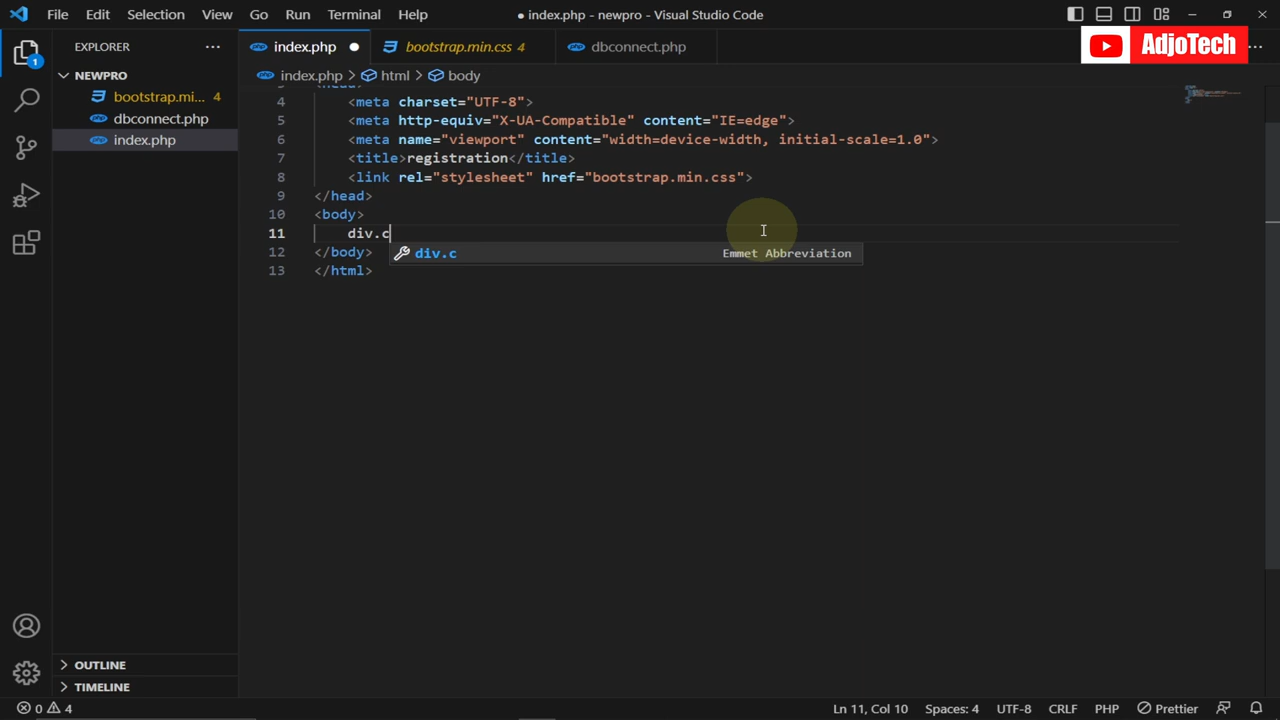 File Edit Selection View Go Run Terminal Help
● index.php - newpro - Visual Studio Code
EXPLORER
index.php
bootstrap.min.css 4
dbconnect.php
AdjoTech
NEWPRO
index.php > html > body
bootstrap.mi... 4
dbconnect.php
index.php
1
<head>
4 <meta charset="UTF-8">
5 <meta http-equiv="X-UA-Compatible" content="IE=edge">
6 <meta name="viewport" content="width=device-width, initial-scale=1.0">
7 <title>registration</title>
8 <link rel="stylesheet" href="bootstrap.min.css">
9 </head>
10 <body>
11 div.c
12 </body>
div.c Emmet Abbreviation
13 </html>
OUTLINE
TIMELINE
0 4
Ln 11, Col 10 Spaces: 4 UTF-8 CRLF PHP Prettier